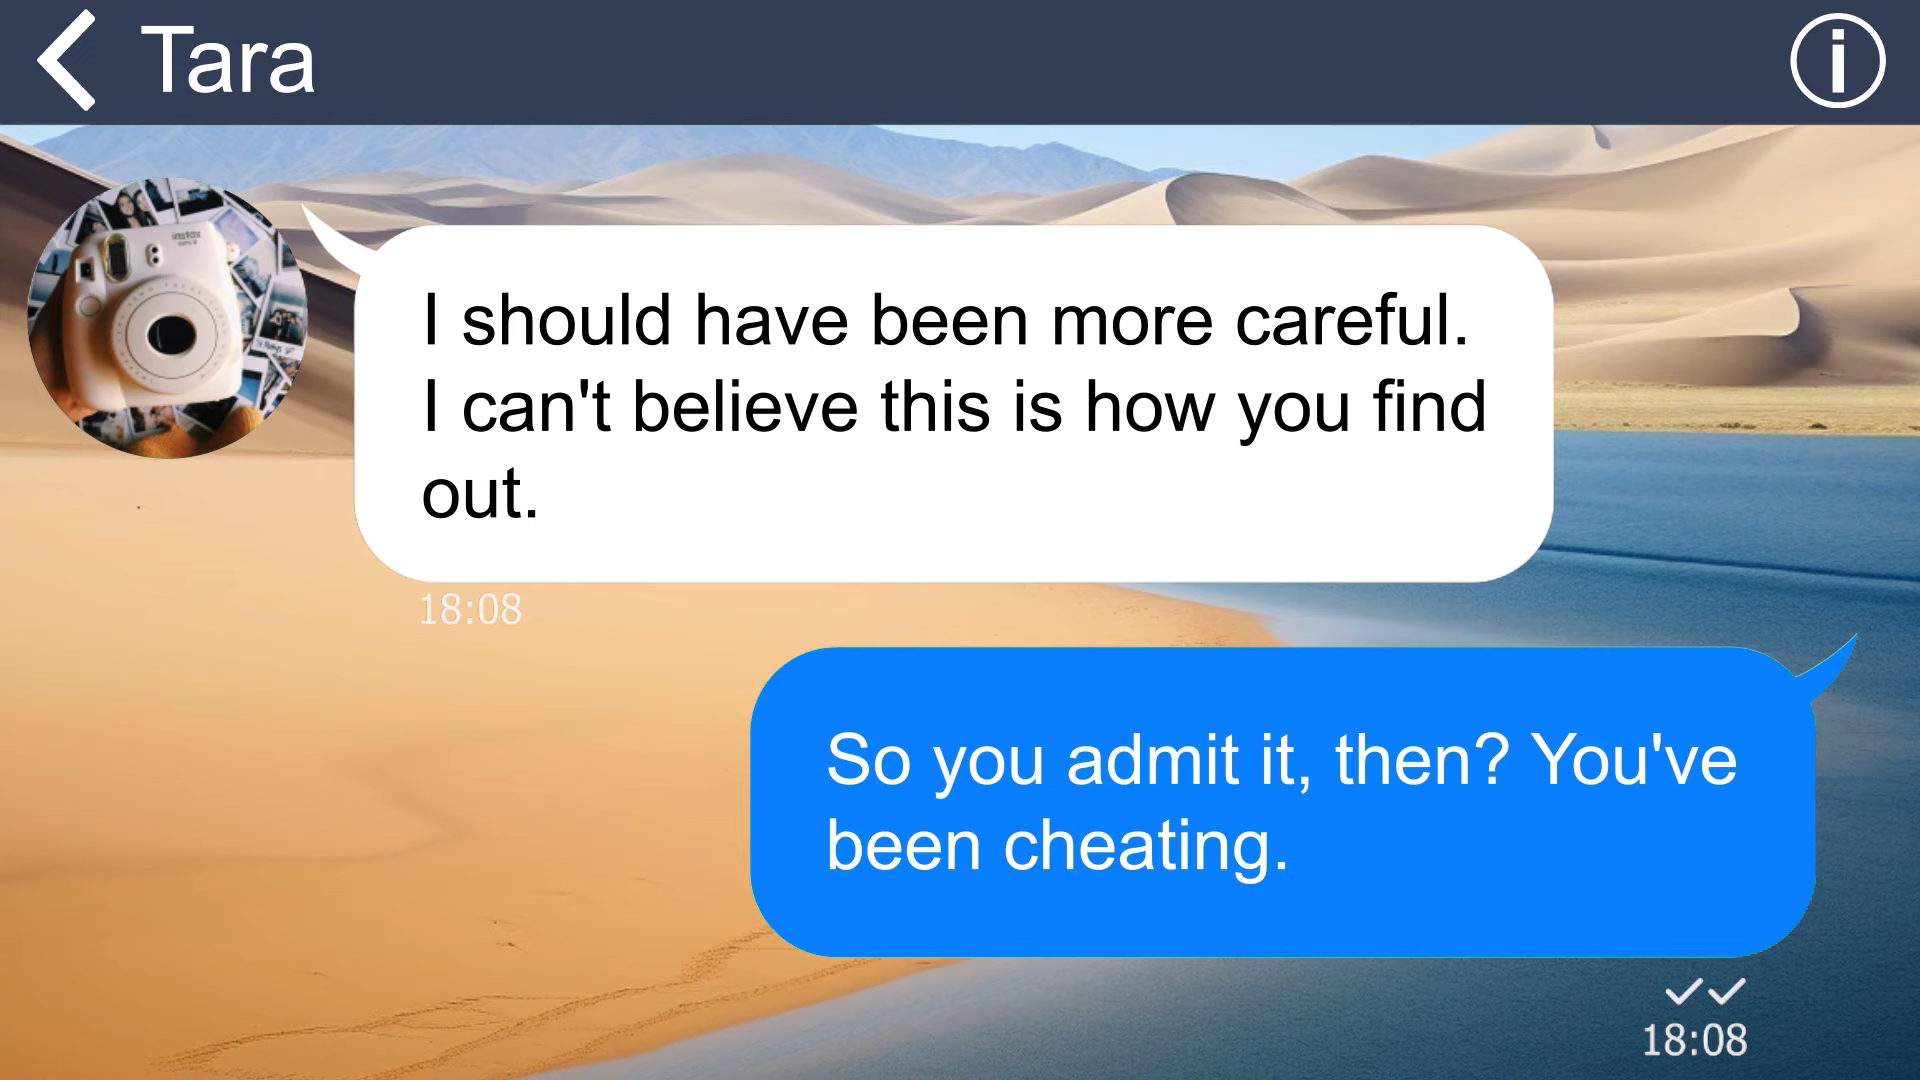 Tara
instax
I should have been more careful.
I can't believe this is how you find
out.
18:08
So you admit it, then? You've
been cheating.
18:08